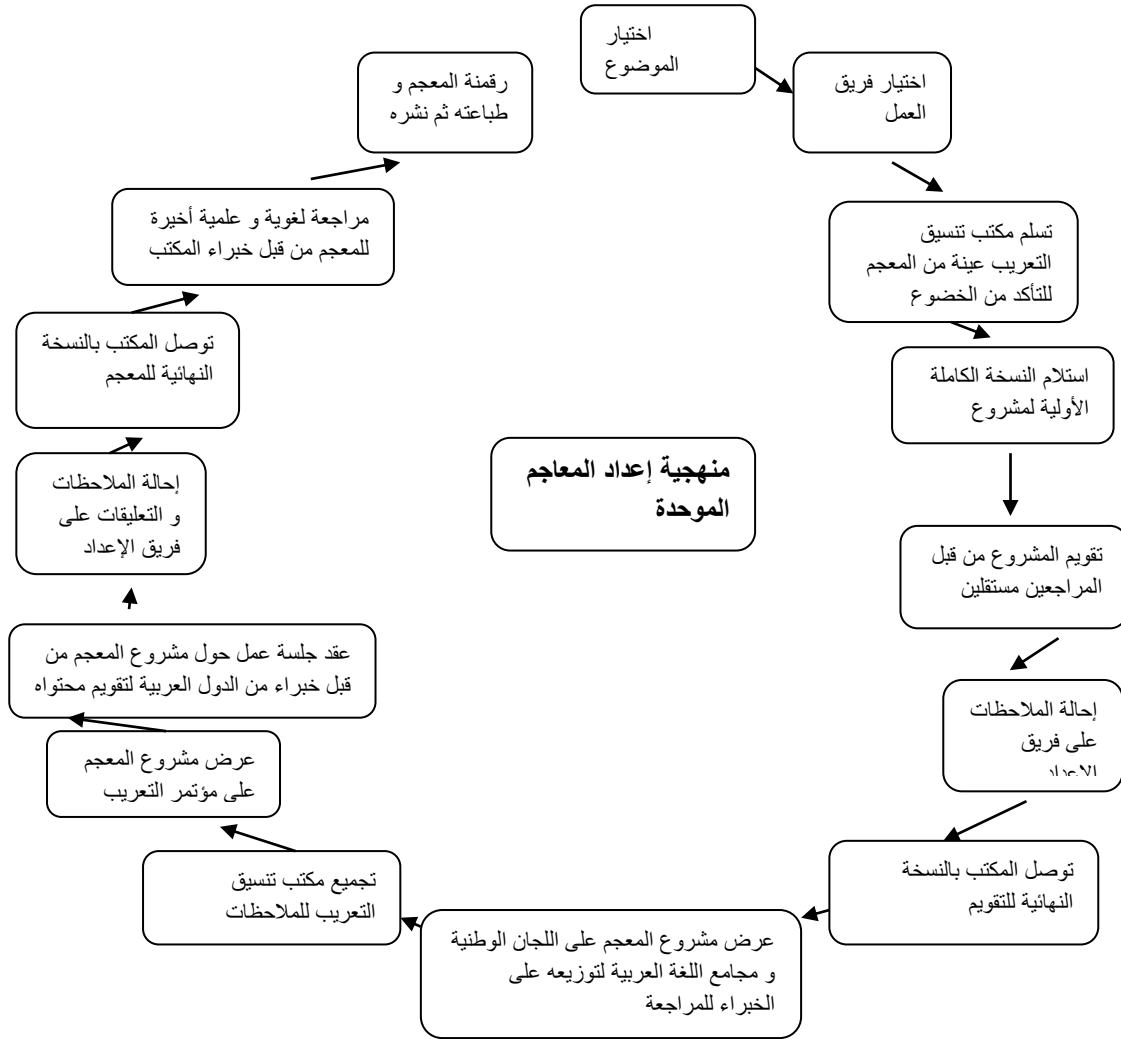 اختيار
الموضوع
اختيار فريق
العمل
تسلم مكتب تنسيق
التعريب عينة من المعجم
للتأكد من الخضوع
استلام النسخة الكاملة
الأولية لمشروع
تقويم المشروع من قبل
المراجعين مستقلين
إحالة الملاحظات
على فريق
الإعداد
توصل المكتب بالنسخة
النهائية للتقويم
عرض مشروع المعجم على اللجان الوطنية
و مجامع اللغة العربية لتوزيعه على
الخبراء للمراجعة
تجميع مكتب تنسيق
التعريب للملاحظات
عرض مشروع المعجم
على مؤتمر التعريب
عقد جلسة عمل حول مشروع المعجم من
قبل خبراء من الدول العربية لتقويم محتواه
إحالة الملاحظات
و التعليقات على
فريق الإعداد
توصل المكتب بالنسخة
النهائية للمعجم
مراجعة لغوية و علمية أخيرة
للمعجم من قبل خبراء المكتب
رقمنة المعجم و
طباعته ثم نشره
منهجية إعداد المعاجم
الموحدة